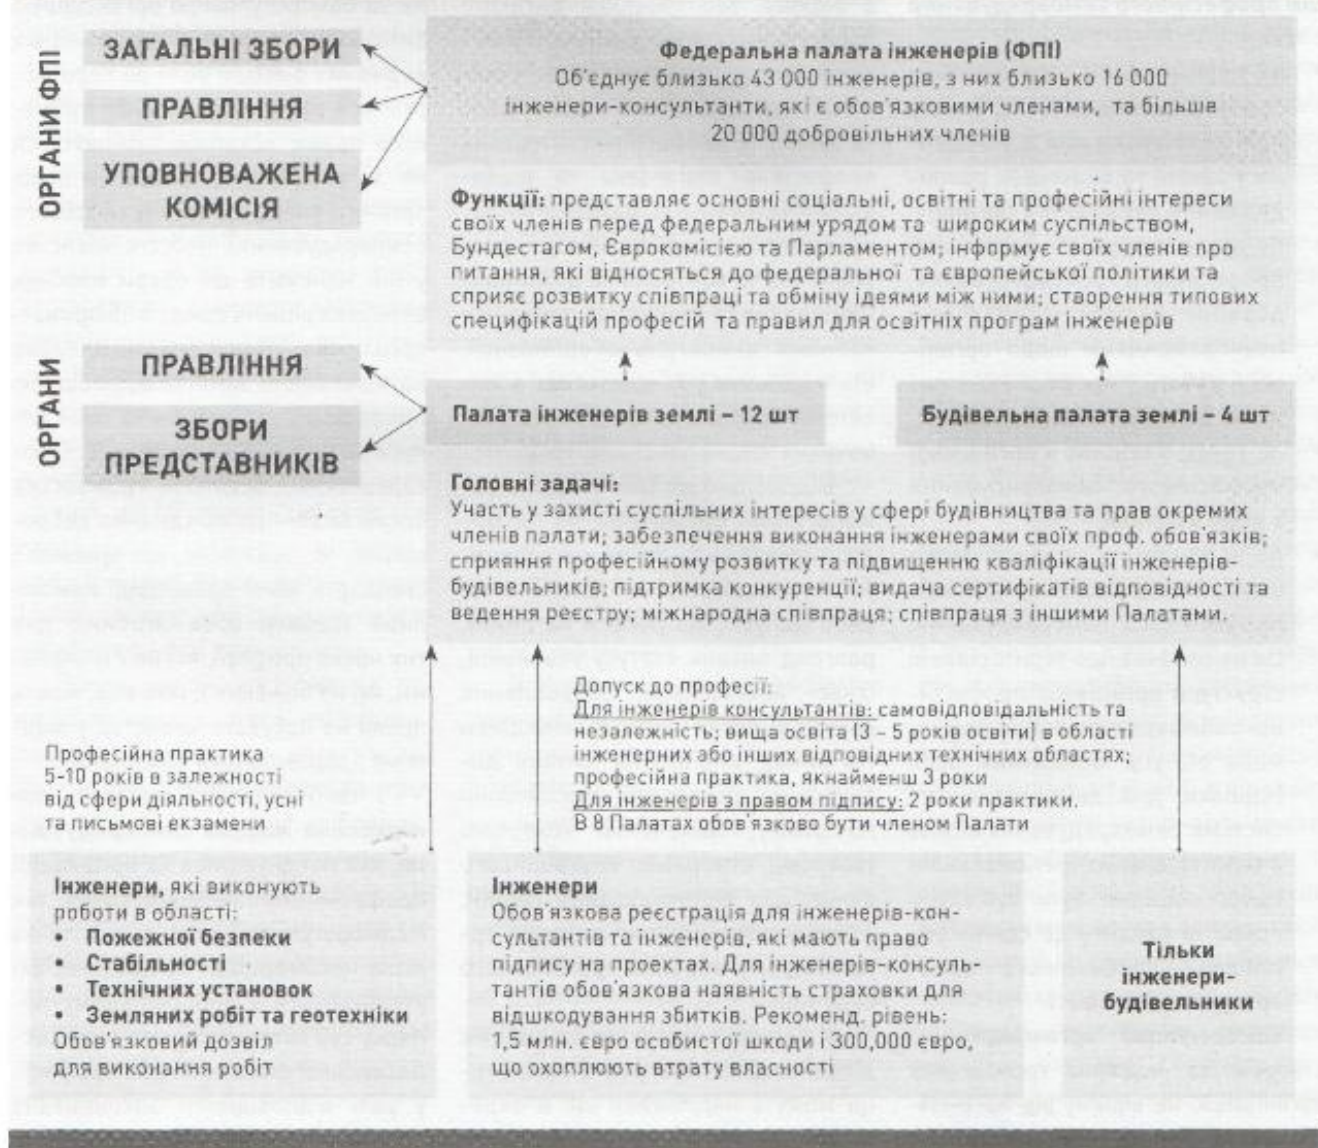 ОРГАНИ ФПІ
ЗАГАЛЬНІ ЗБОРИ
ПРАВЛІННЯ
УПОВНОВАЖЕНА
КОМІСІЯ
Федеральна палата інженерів (ФПІ)
Об'єднує близько 43 000 інженерів, з них близько 16 000
інженери-консультанти, які є обов'язковими членами, та більше
20 000 добровільних членів
Функції: представляє основні соціальні, освітні та професійні інтереси
своїх членів перед федеральним урядом та широким суспільством,
Бундестагом, Єврокомісією та Парламентом; інформує своїх членів про
питання, які відносяться до федеральної та європейської політики та
сприяє розвитку співпраці та обміну ідеями між ними; створення типових
специфікацій професій та правил для освітніх програм інженерів
ОРГАНИ
ПРАВЛІННЯ
ЗБОРИ
ПРЕДСТАВНИКІВ
Палата інженерів землі – 12 шт
Будівельна палата землі – 4 шт
Головні задачі:
Участь у захисті суспільних інтересів у сфері будівництва та прав окремих
членів палати; забезпечення виконання інженерами своїх проф. обов'язків;
сприяння професійному розвитку та підвищенню кваліфікації інженерів-
будівельників; підтримка конкуренції; видача сертифікатів відповідності та
ведення реєстру; міжнародна співпраця; співпраця з іншими Палатами.
Професійна практика
5-10 років в залежності
від сфери діяльності, усні
та письмові екзамени
Допуск до професії:
Для інженерів консультантів: самовідповідальність та
незалежність; вища освіта (3 – 5 років освіти) в області
інженерних або інших відповідних технічних областях;
професійна практика, якнайменш 3 роки
Для інженерів з правом підпису: 2 роки практики.
В 8 Палатах обов'язково бути членом Палати
Інженери, які виконують
роботи в області:
• Пожежної безпеки
• Стабільності
• Технічних установок
• Земляних робіт та геотехніки
Обов'язковий дозвіл
для виконання робіт
Інженери
Обов'язкова реєстрація для інженерів-кон-
сультантів та інженерів, які мають право
підпису на проектах. Для інженерів-консуль-
тантів обов'язкова наявність страховки для
відшкодування збитків. Рекоменд. рівень:
1,5 млн. євро особистої шкоди і 300,000 євро,
що охоплюють втрату власності
Тільки
інженери-
будівельники